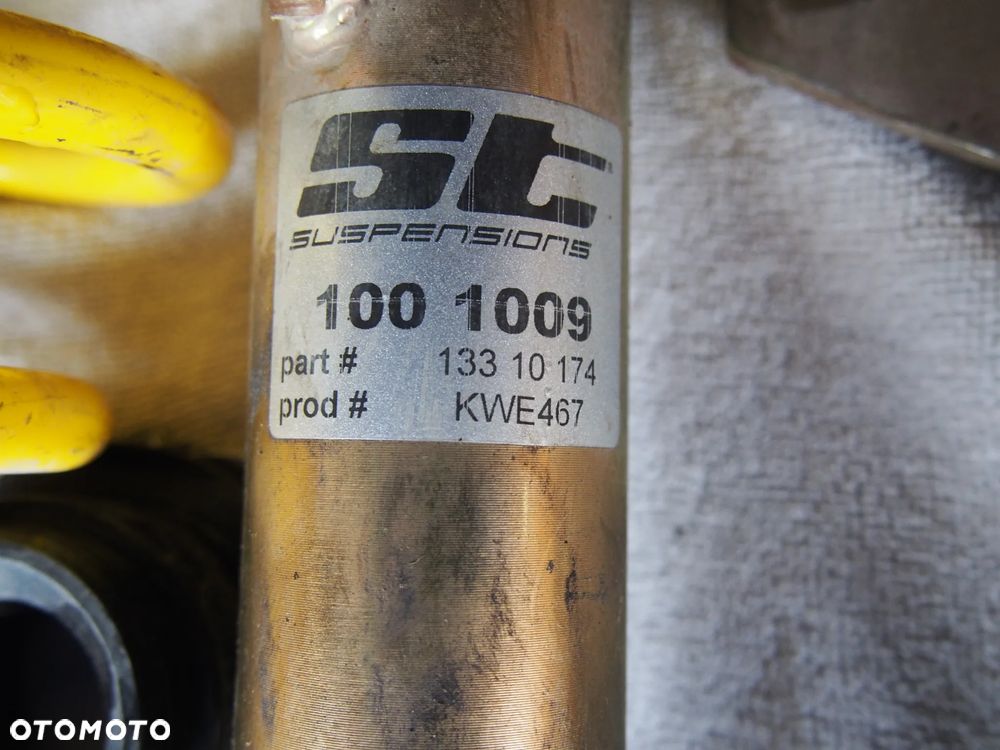 ST®
SUSPENSIONS
100 1009
part # 133 10 174
prod # KWE467
OTOMOTO